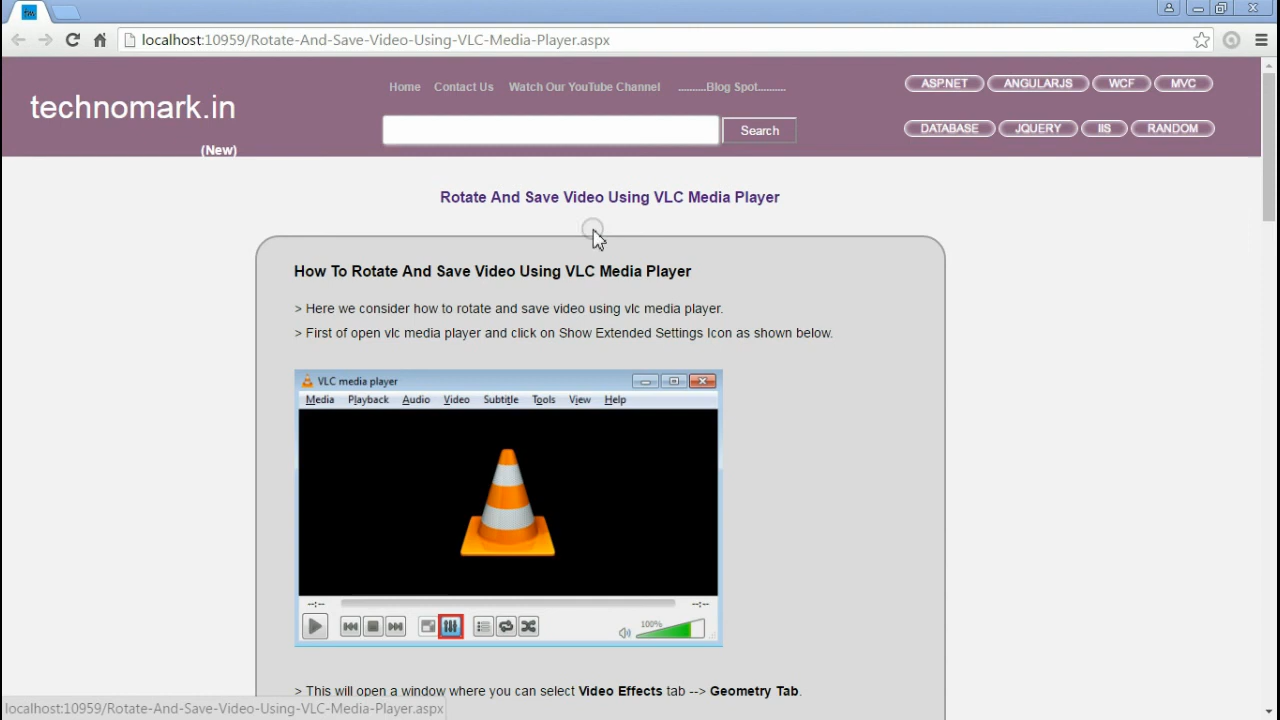 localhost:10959/Rotate-And-Save-Video-Using-VLC-Media-Player.aspx
technomark.in
(New)
Home Contact Us Watch Our YouTube Channel ..........Blog Spot..........
Search
ASP.NET ANGULARJS WCF MVC
DATABASE JQUERY IIS RANDOM
Rotate And Save Video Using VLC Media Player
How To Rotate And Save Video Using VLC Media Player
> Here we consider how to rotate and save video using vlc media player.
> First of open vlc media player and click on Show Extended Settings Icon as shown below.
VLC media player
Media Playback Audio Video Subtitle Tools View Help
--:-- --:--
100%
> This will open a window where you can select Video Effects tab --> Geometry Tab.
localhost:10959/Rotate-And-Save-Video-Using-VLC-Media-Player.aspx